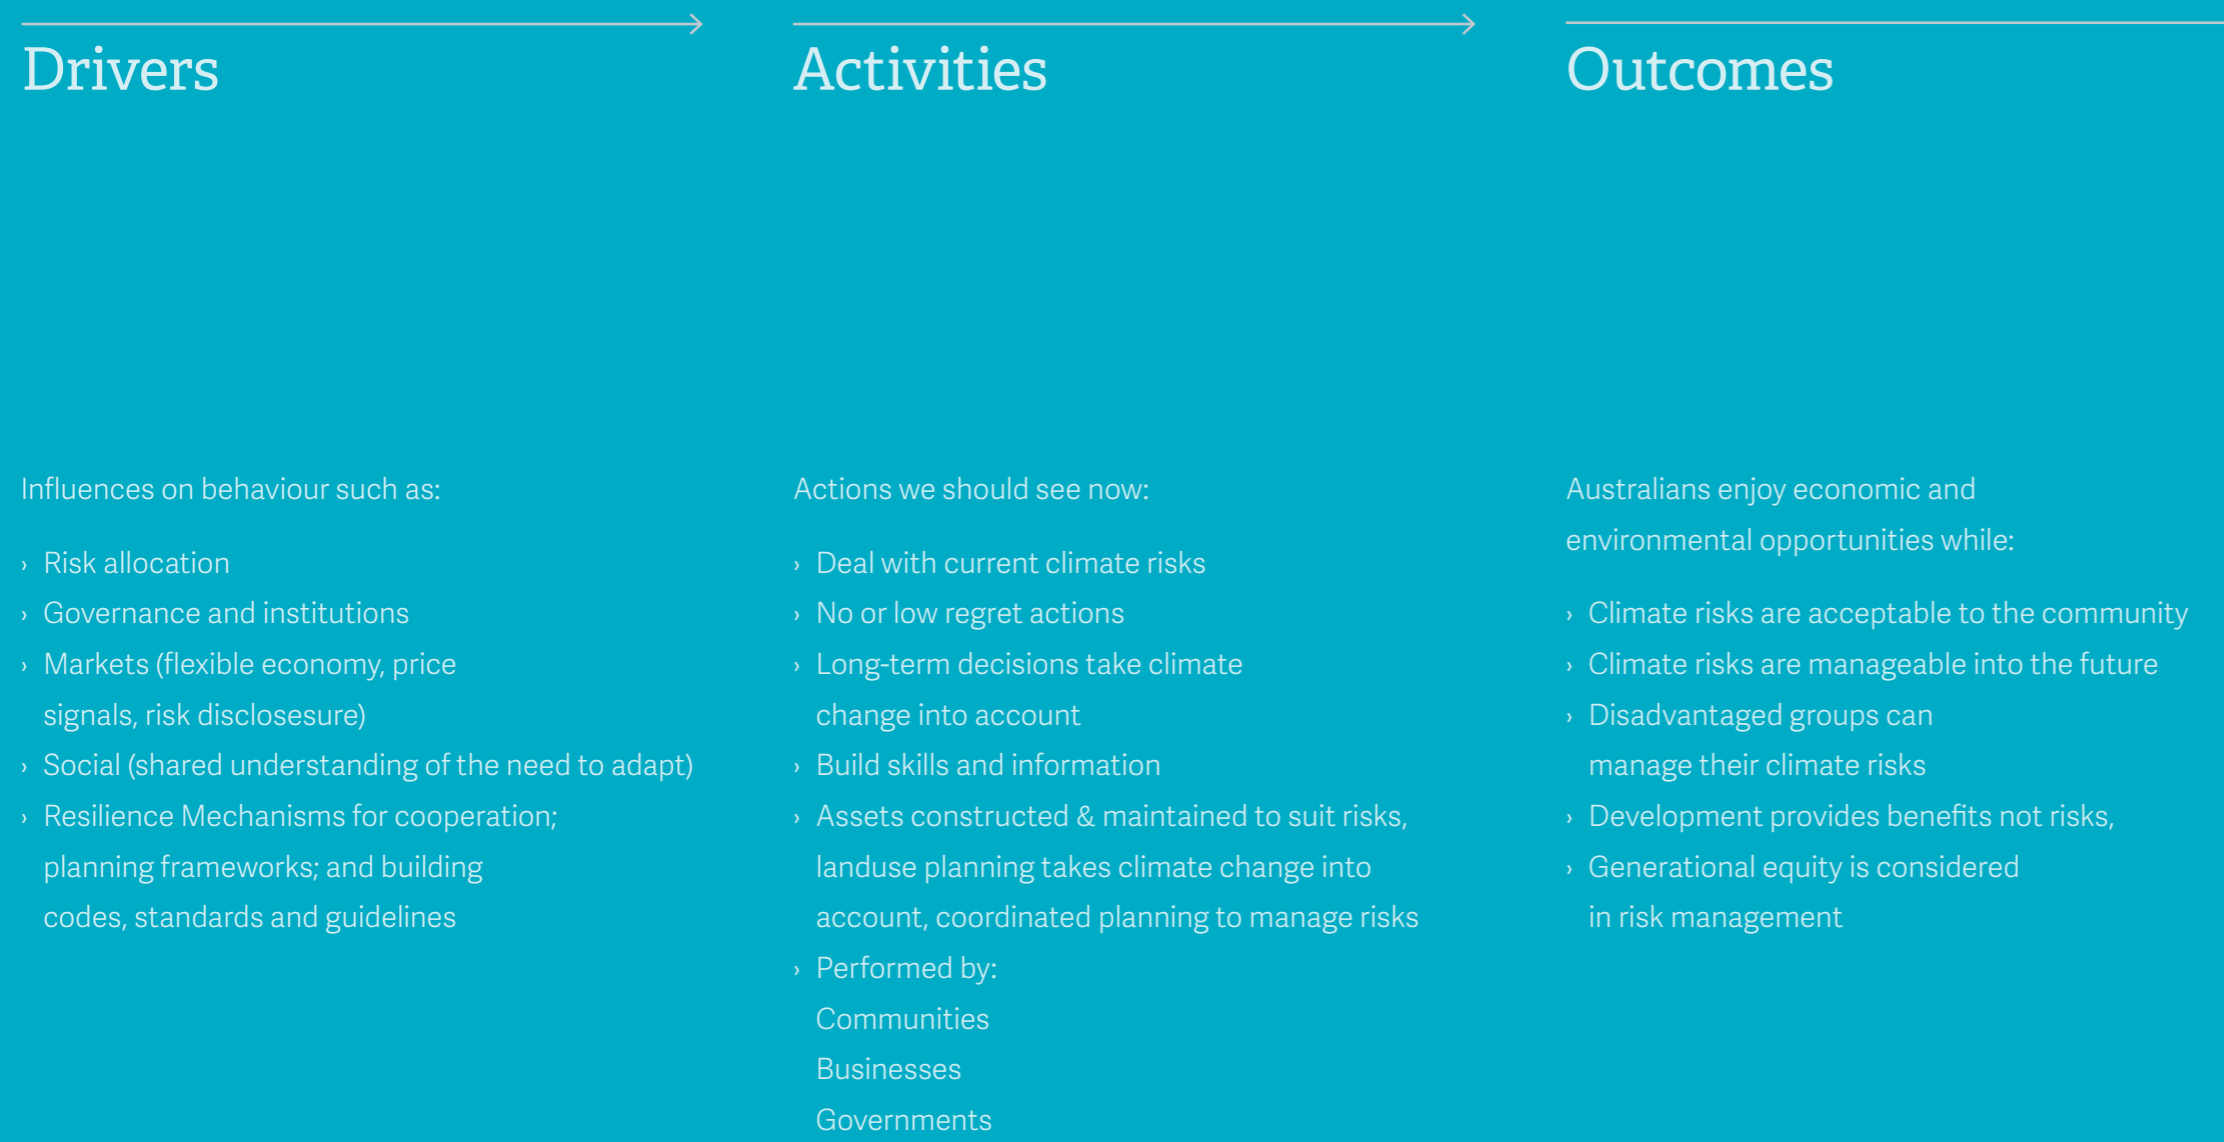 Drivers
Influences on behaviour such as:
› Risk allocation
› Governance and institutions
› Markets (flexible economy, price
signals, risk disclosesure)
› Social (shared understanding of the need to adapt)
› Resilience Mechanisms for cooperation;
planning frameworks; and building
codes, standards and guidelines
Activities
Actions we should see now:
› Deal with current climate risks
› No or low regret actions
› Long-term decisions take climate
change into account
› Build skills and information
› Assets constructed & maintained to suit risks,
landuse planning takes climate change into
account, coordinated planning to manage risks
› Performed by:
Communities
Businesses
Governments
Outcomes
Australians enjoy economic and
environmental opportunities while:
› Climate risks are acceptable to the community
› Climate risks are manageable into the future
› Disadvantaged groups can
manage their climate risks
› Development provides benefits not risks,
› Generational equity is considered
in risk management